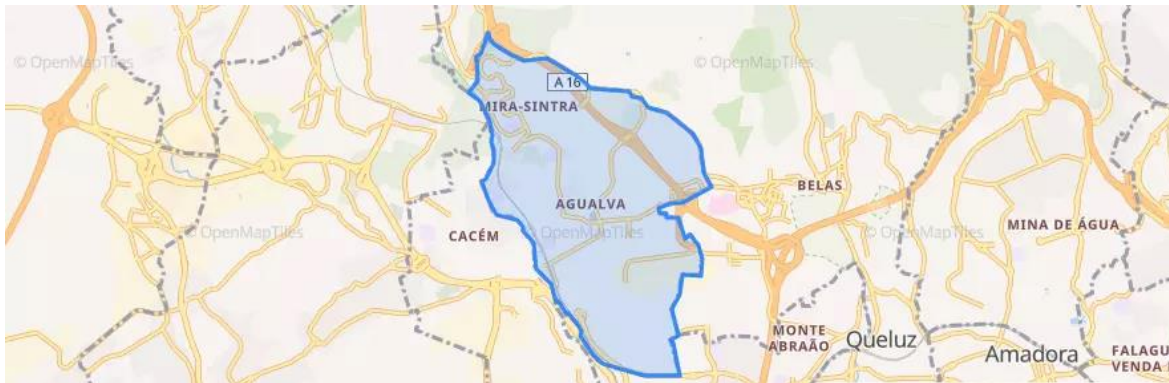 © OpenMapTiles
© OpenMapTiles
A 16
MIRA-SINTRA
BELAS
AGUALVA
MINA DE ÁGUA
CACÉM
© OpenMapTiles
© OpenMapTiles
© OpenMapTiles
MONTE
ABRAÃO
Queluz
Amadora
FALAGU
VENDA